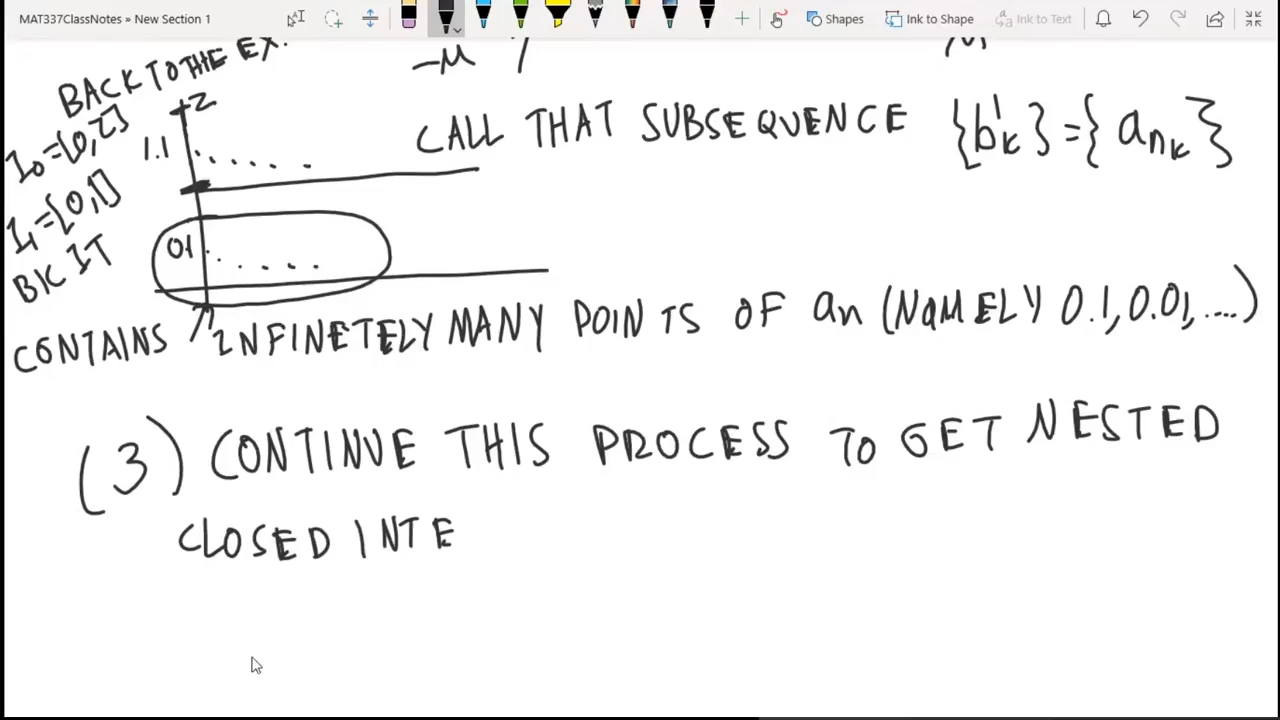 MAT337ClassNotes » New Section 1
Shapes
Ink to Shape
Ink to Text
BACK TO THE EX.
-M
M
2
I₀=[0,2]
1.1
CALL THAT SUBSEQUENCE {b¹ₖ}={aₙₖ}
I₁=[0,1]
B/C IT
0.1
CONTAINS INFINETELY MANY POINTS OF an (NAMELY 0.1, 0.01, ....)
(3) CONTINUE THIS PROCESS TO GET NESTED
CLOSED INTE